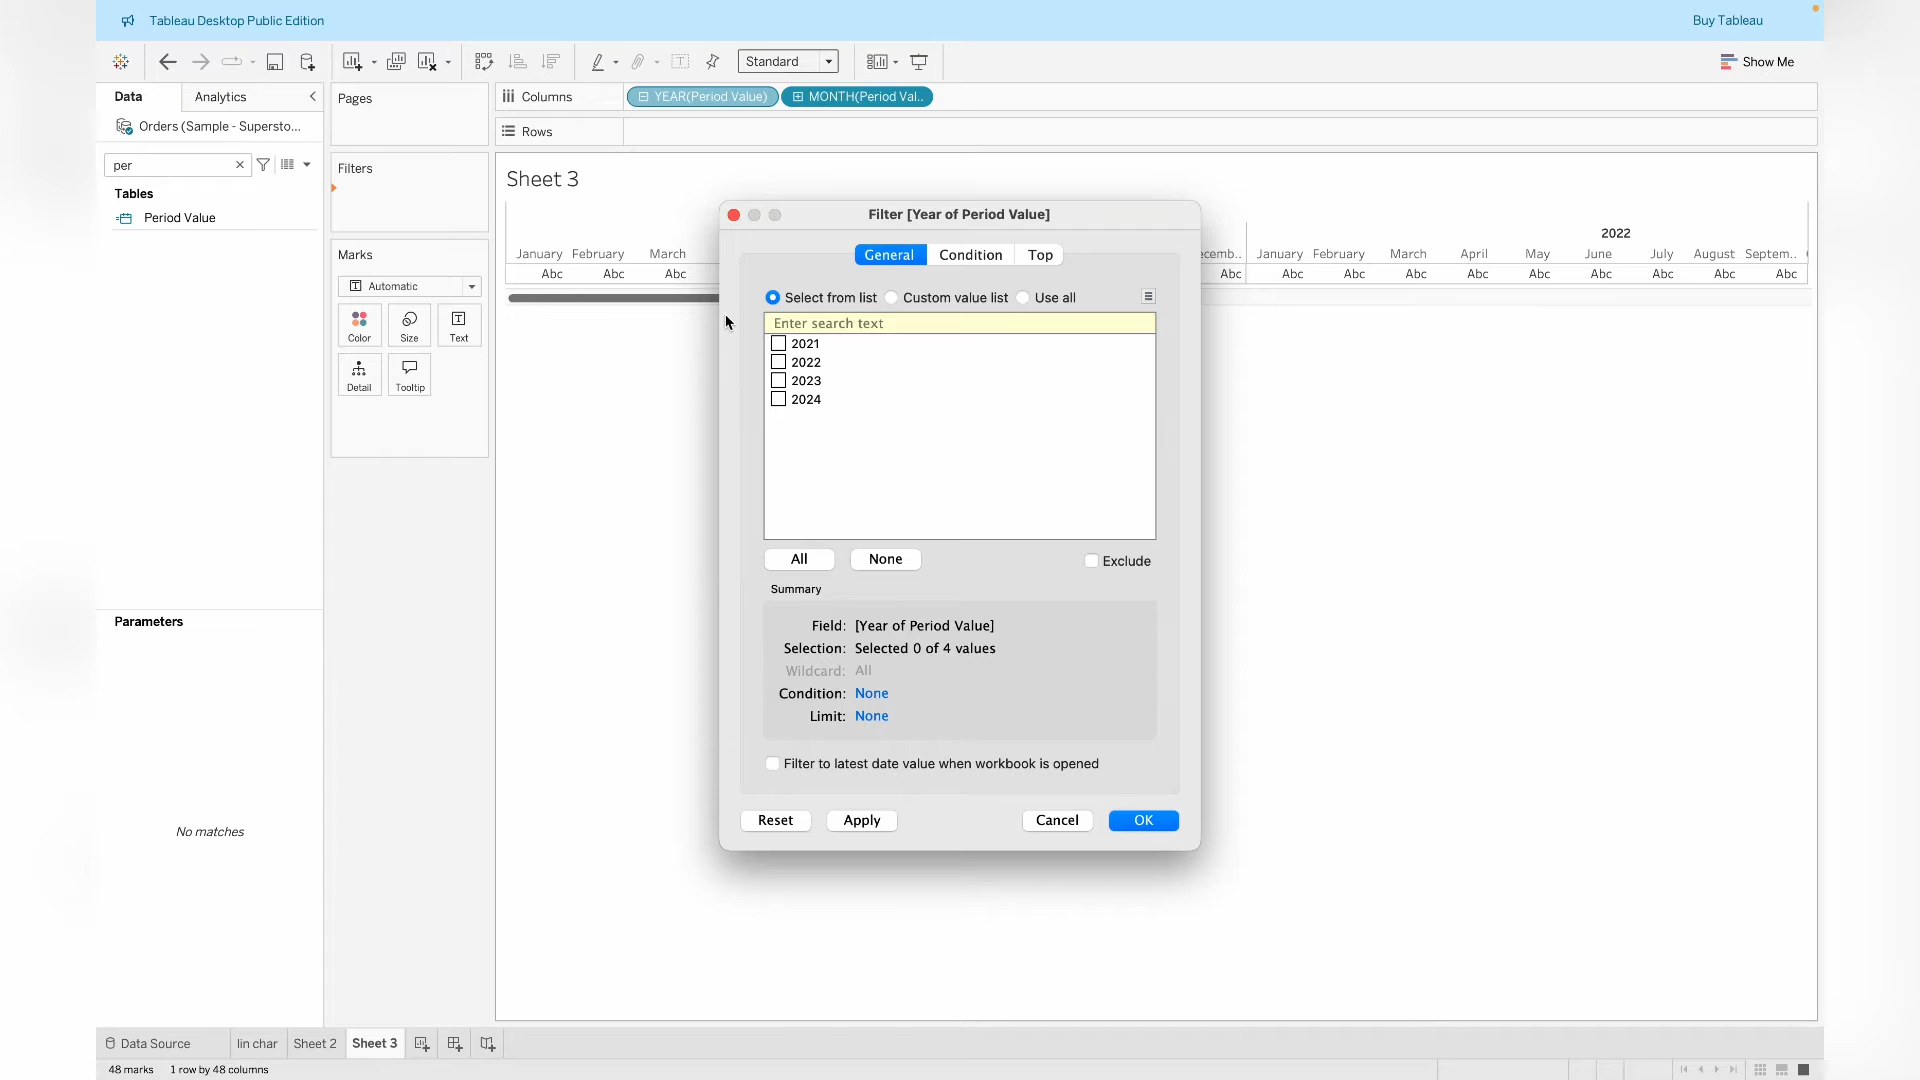 Tableau Desktop Public Edition
Buy Tableau
Standard
Show Me
Data
Analytics
Pages
Columns
YEAR(Period Value)
MONTH(Period Val..
Orders (Sample - Supersto...
Rows
per
Filters
Tables
Period Value
Sheet 3
Filter [Year of Period Value]
2022
January February March
ecemb.. January February March April May June July August Septem..
Abc Abc Abc
Abc Abc Abc Abc Abc Abc Abc Abc Abc Abc
Marks
Automatic
Color
Size
Text
Detail
Tooltip
General
Condition
Top
Select from list
Custom value list
Use all
Enter search text
2021
2022
2023
2024
All
None
Exclude
Summary
Field: [Year of Period Value]
Selection: Selected 0 of 4 values
Wildcard: All
Condition: None
Limit: None
Filter to latest date value when workbook is opened
Reset
Apply
Cancel
OK
Parameters
No matches
Data Source
lin char
Sheet 2
Sheet 3
48 marks
1 row by 48 columns